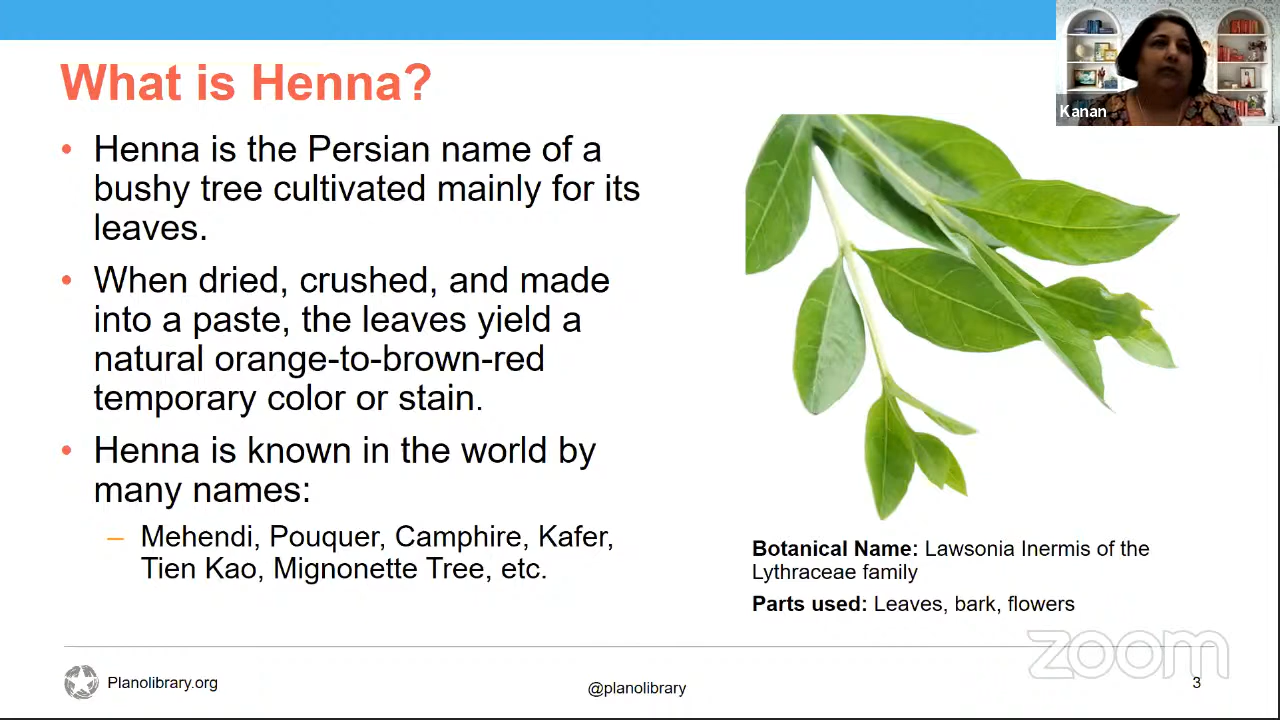 What is Henna?
Kanan
• Henna is the Persian name of a
bushy tree cultivated mainly for its
leaves.
• When dried, crushed, and made
into a paste, the leaves yield a
natural orange-to-brown-red
temporary color or stain.
• Henna is known in the world by
many names:
– Mehendi, Pouquer, Camphire, Kafer,
Tien Kao, Mignonette Tree, etc.
Botanical Name: Lawsonia Inermis of the
Lythraceae family
Parts used: Leaves, bark, flowers
zoom
Planolibrary.org
@planolibrary
3